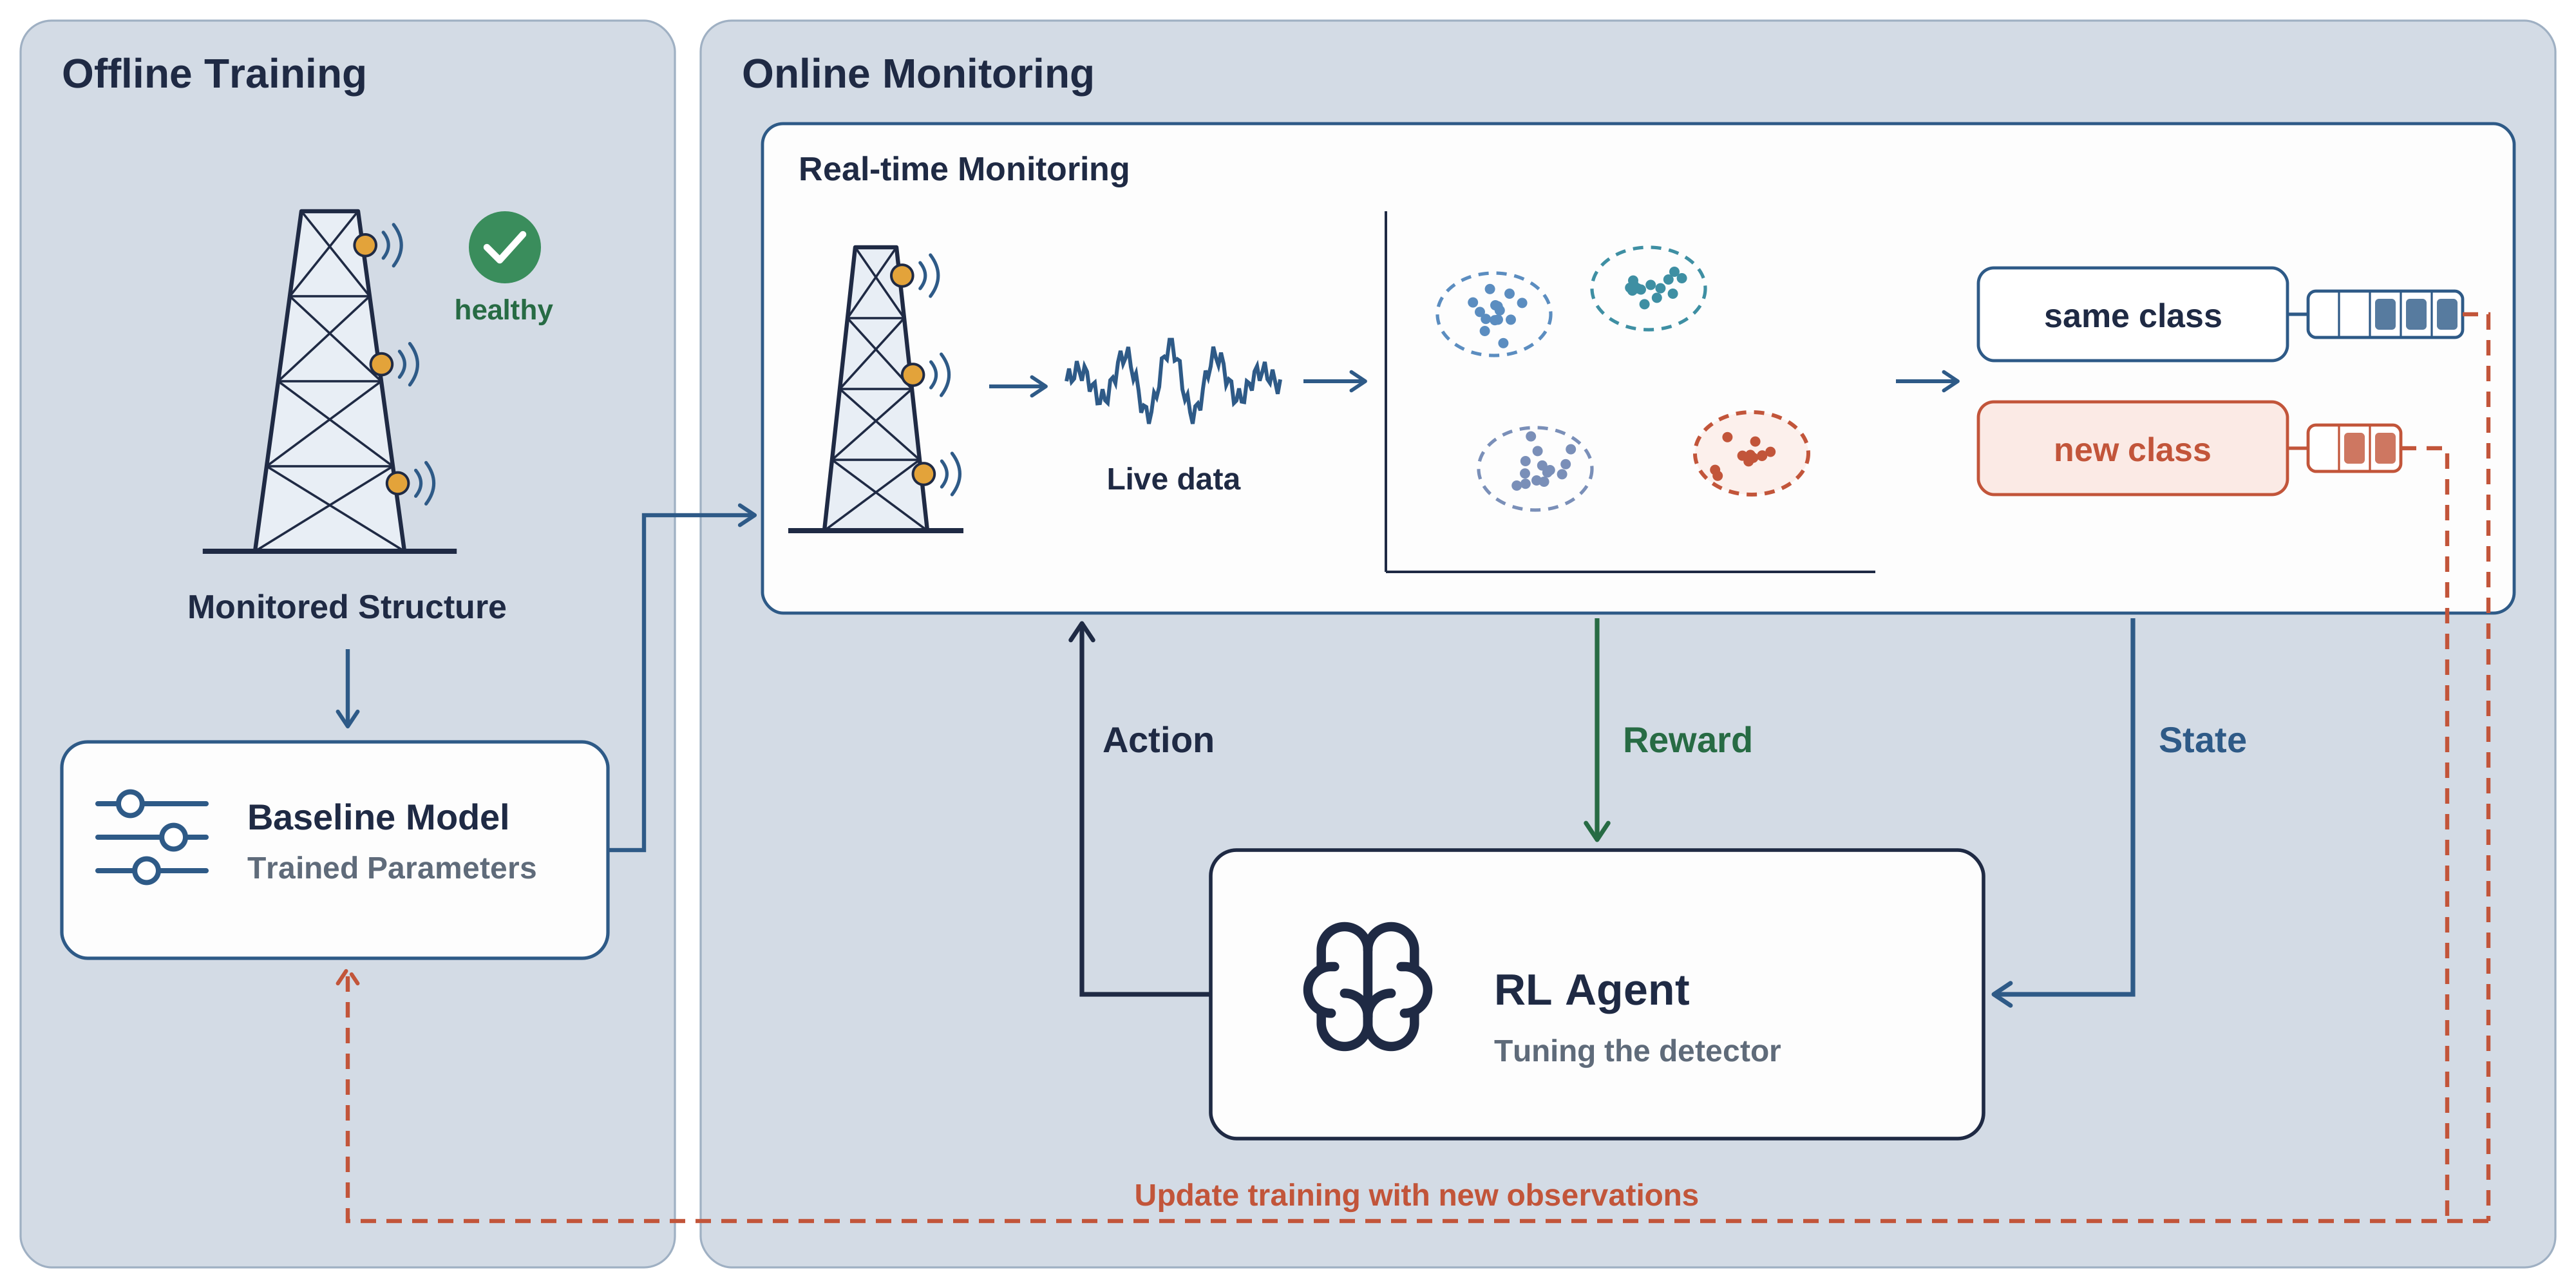 Offline Training
healthy
Monitored Structure
Baseline Model
Trained Parameters
Online Monitoring
Real-time Monitoring
Live data
same class
new class
Action
Reward
State
RL Agent
Tuning the detector
Update training with new observations